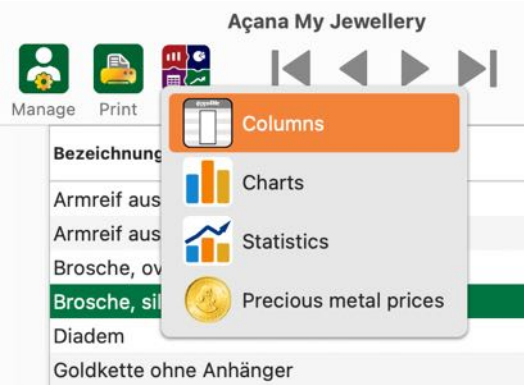 Açana My Jewellery
Manage
Print
Columns
Bezeichnung
Charts
Armreif aus
Armreif aus
Statistics
Brosche, ov
Brosche, sil
Precious metal prices
Diadem
Goldkette ohne Anhänger